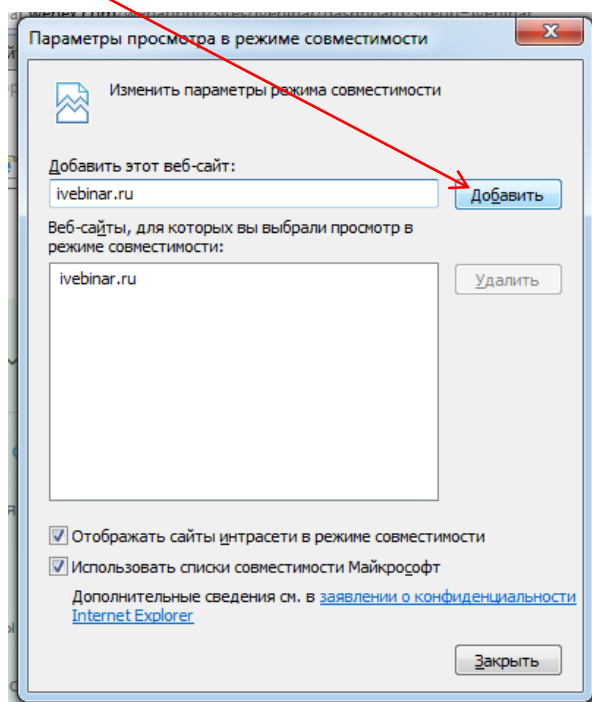 Параметры просмотра в режиме совместимости
Изменить параметры режима совместимости
Добавить этот веб-сайт:
ivebinar.ru
Добавить
Веб-сайты, для которых вы выбрали просмотр в
режиме совместимости:
ivebinar.ru
Удалить
Отображать сайты интрасети в режиме совместимости
Использовать списки совместимости Майкрософт
Дополнительные сведения см. в заявлении о конфиденциальности
Internet Explorer
Закрыть